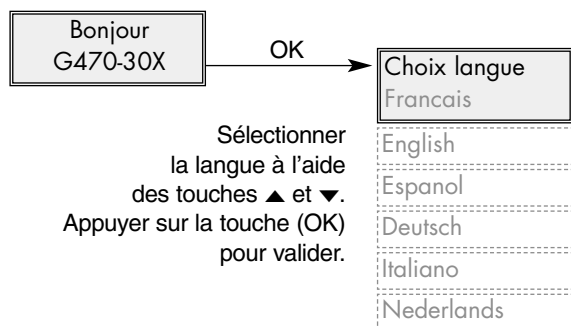 Bonjour
G470-30X
OK
Choix langue
Francais
Sélectionner
la langue à l’aide
des touches ▲ et ▼.
Appuyer sur la touche (OK)
pour valider.
English
Espanol
Deutsch
Italiano
Nederlands